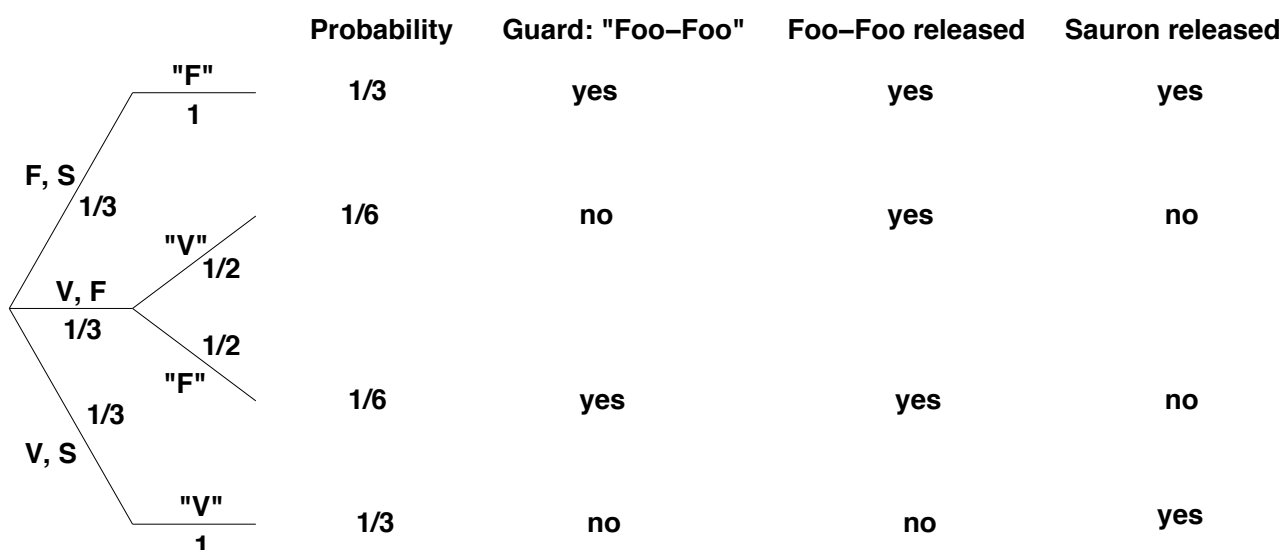 Probability Guard: "Foo–Foo" Foo–Foo released Sauron released
"F"
1/3 yes yes yes
1
F, S
1/3
1/6 no yes no
"V"
1/2
V, F
1/3
1/2
"F"
1/6 yes yes no
1/3
V, S
"V"
1/3 no no yes
1